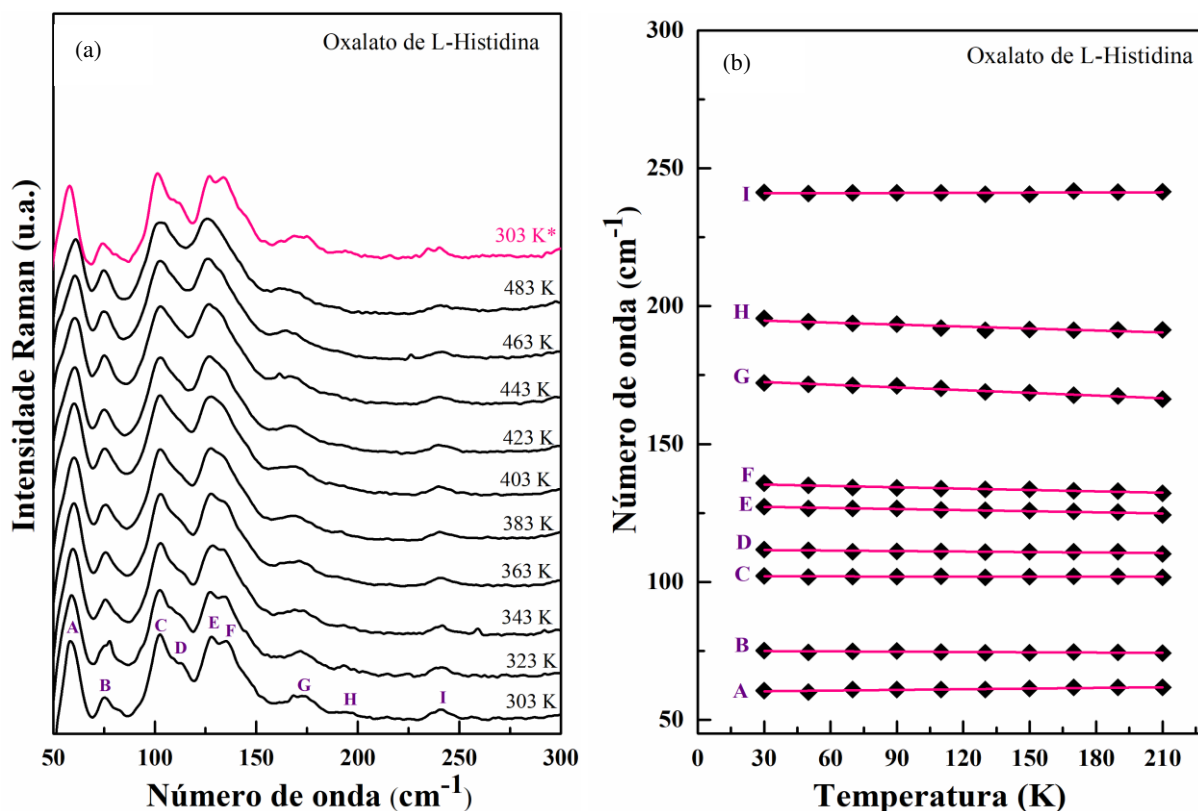 (a)
Oxalato de L-Histidina
303 K*
483 K
463 K
443 K
423 K
403 K
383 K
363 K
343 K
323 K
303 K
A
B
C
D
E
F
G
H
I
50 100 150 200 250 300
Número de onda (cm⁻¹)
Intensidade Raman (u.a.)
(b)
Oxalato de L-Histidina
300
250
200
150
100
50
I
H
G
F
E
D
C
B
A
0 30 60 90 120 150 180 210
Temperatura (K)
Número de onda (cm⁻¹)